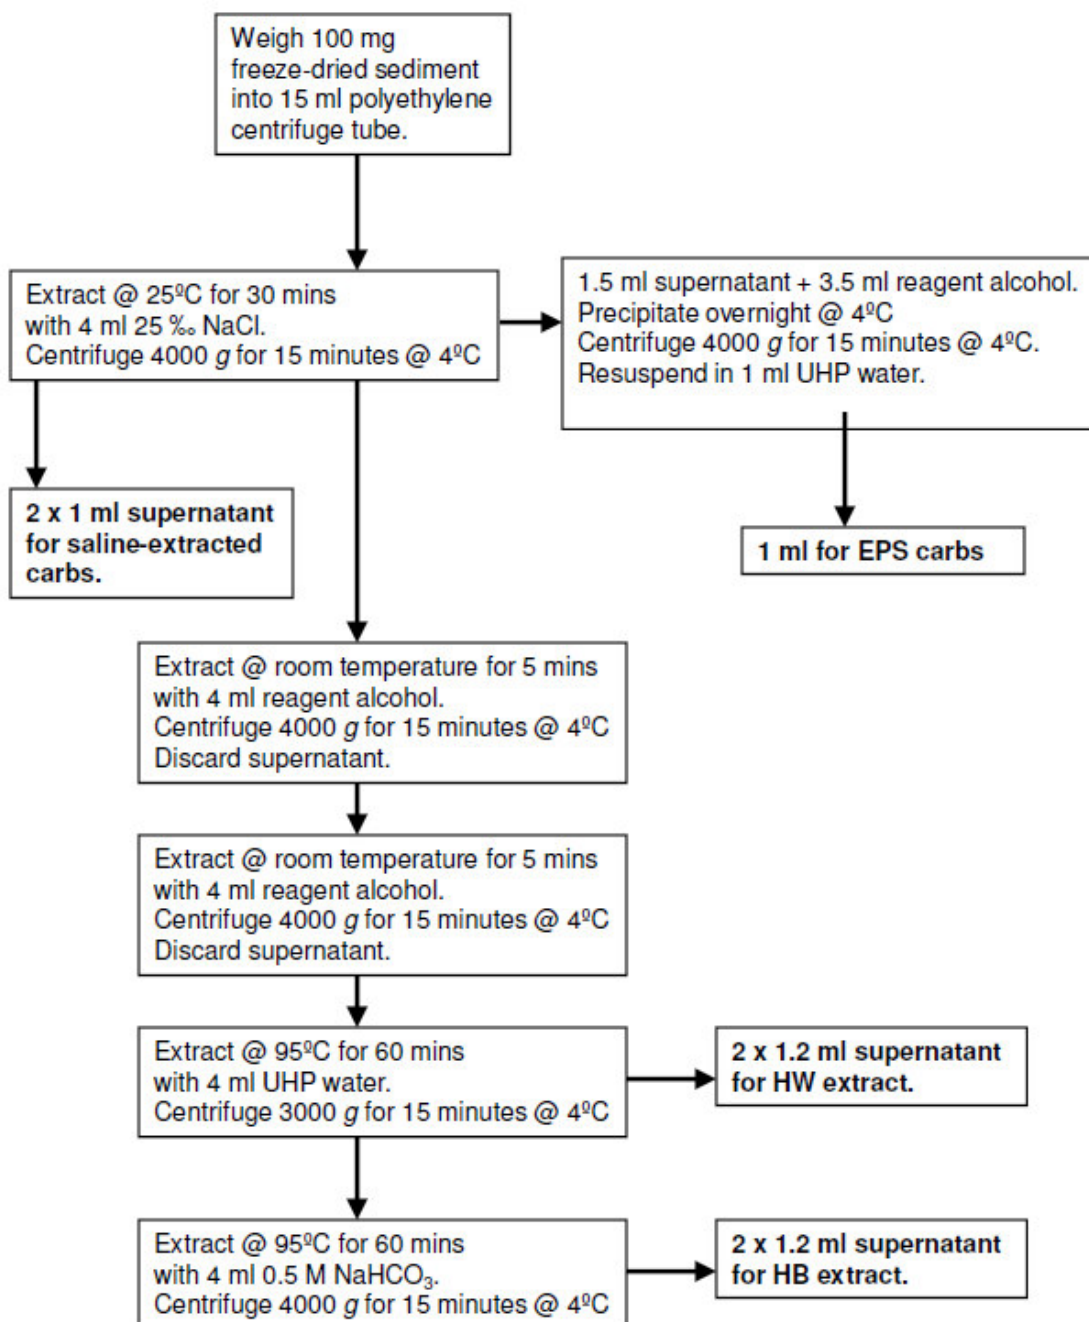 Weigh 100 mg
freeze-dried sediment
into 15 ml polyethylene
centrifuge tube.
Extract @ 25ºC for 30 mins
with 4 ml 25 ‰ NaCl.
Centrifuge 4000 g for 15 minutes @ 4ºC
1.5 ml supernatant + 3.5 ml reagent alcohol.
Precipitate overnight @ 4ºC
Centrifuge 4000 g for 15 minutes @ 4ºC.
Resuspend in 1 ml UHP water.
2 x 1 ml supernatant
for saline-extracted
carbs.
1 ml for EPS carbs
Extract @ room temperature for 5 mins
with 4 ml reagent alcohol.
Centrifuge 4000 g for 15 minutes @ 4ºC
Discard supernatant.
Extract @ room temperature for 5 mins
with 4 ml reagent alcohol.
Centrifuge 4000 g for 15 minutes @ 4ºC
Discard supernatant.
Extract @ 95ºC for 60 mins
with 4 ml UHP water.
Centrifuge 3000 g for 15 minutes @ 4ºC
2 x 1.2 ml supernatant
for HW extract.
Extract @ 95ºC for 60 mins
with 4 ml 0.5 M NaHCO₃.
Centrifuge 4000 g for 15 minutes @ 4ºC
2 x 1.2 ml supernatant
for HB extract.